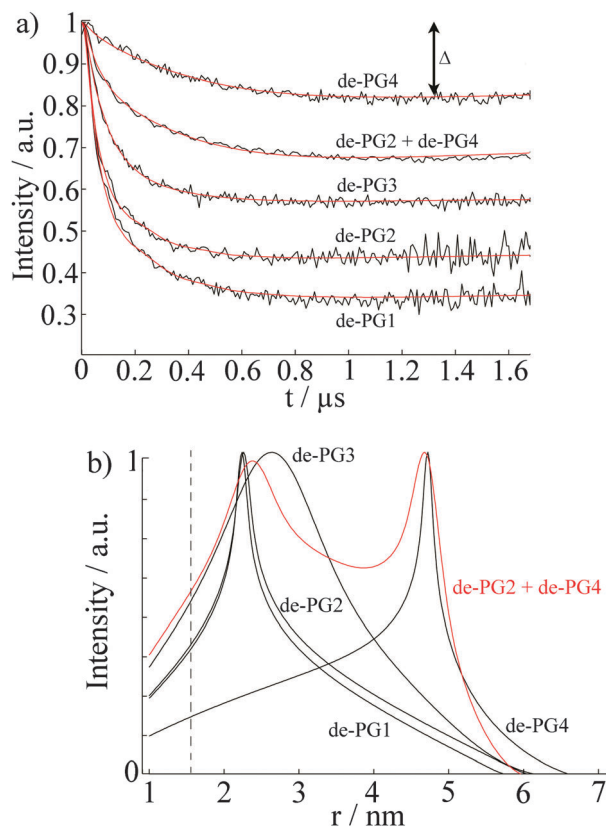 a)
1
0.9
0.8
0.7
0.6
0.5
0.4
0.3
Intensity / a.u.
Δ
de-PG4
de-PG2 + de-PG4
de-PG3
de-PG2
de-PG1
0 0.2 0.4 0.6 0.8 1 1.2 1.4 1.6
t / μs
b)
1
0
Intensity / a.u.
de-PG3
de-PG2
de-PG2 + de-PG4
de-PG1
de-PG4
1 2 3 4 5 6 7
r / nm